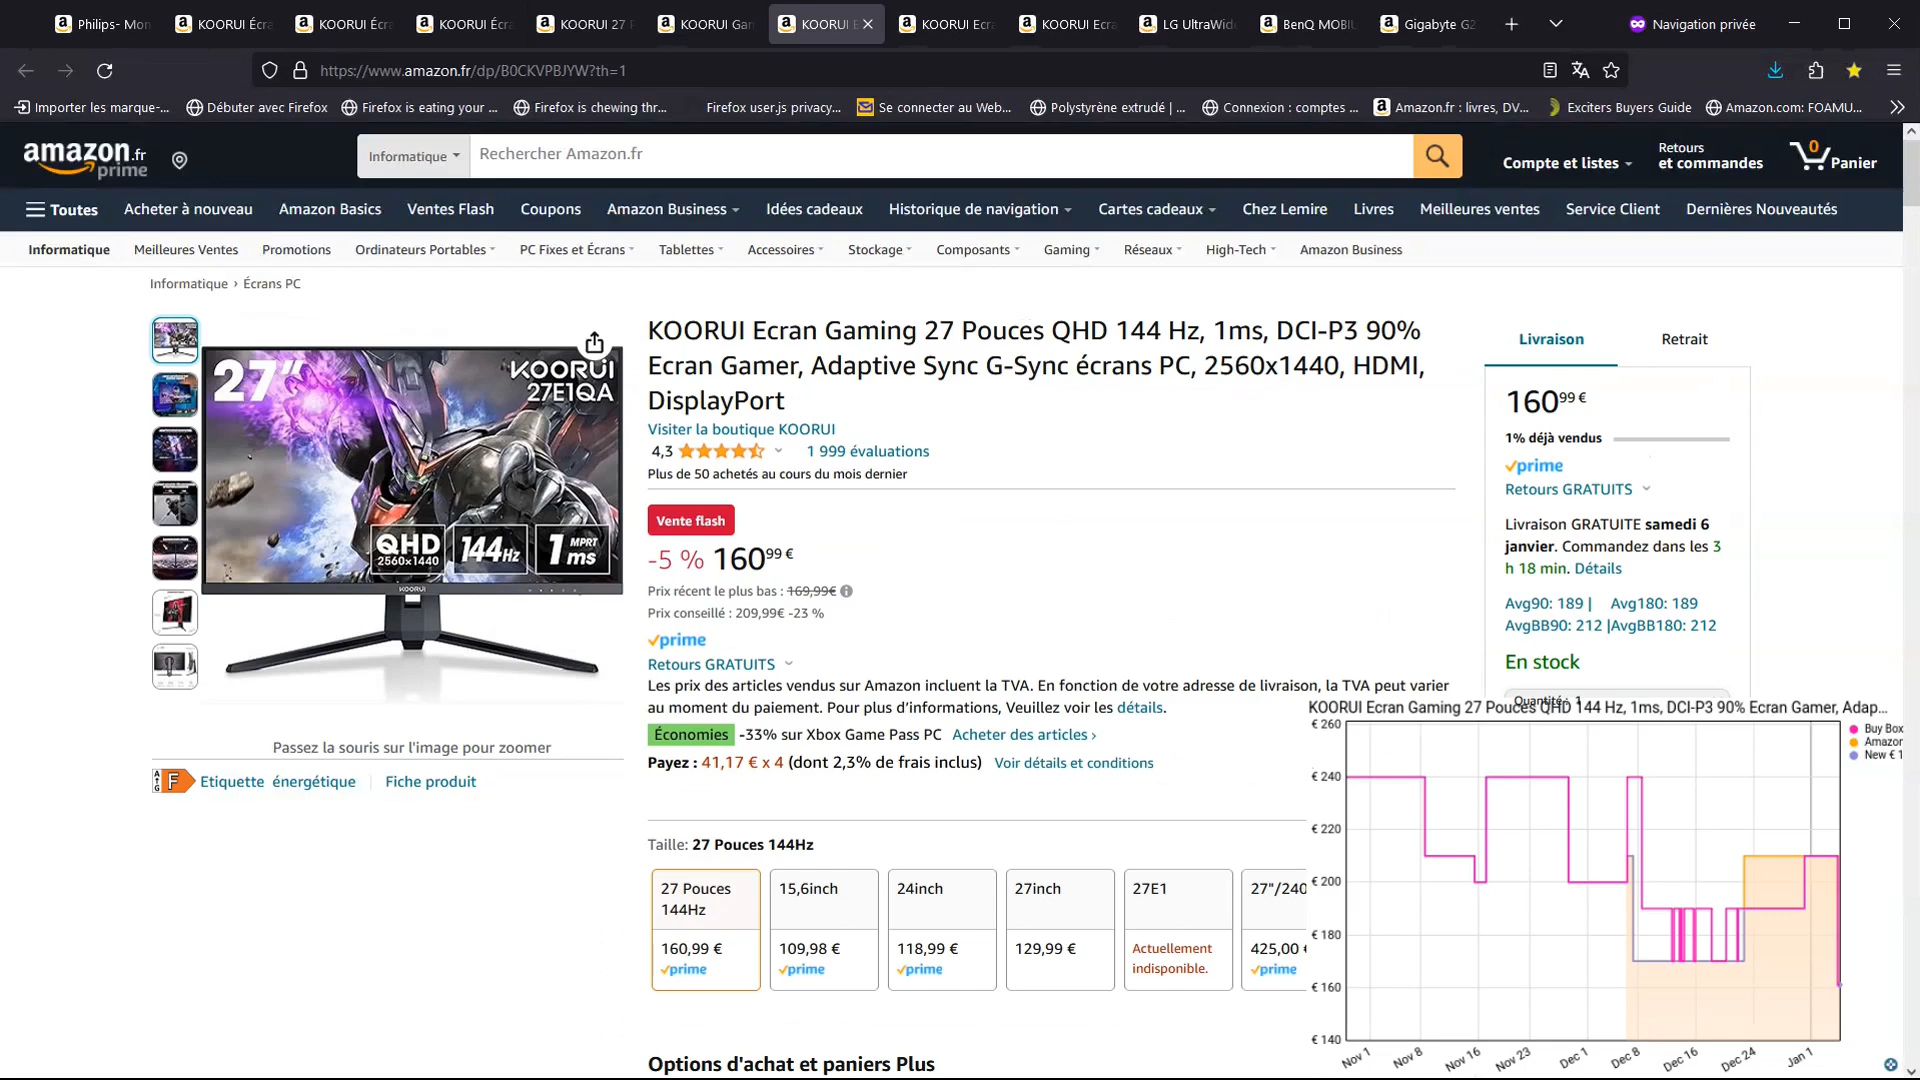 Philips- Mon
KOORUI Écra
KOORUI Écra
KOORUI Écra
KOORUI 27 P
KOORUI Gam
KOORUI E
KOORUI Ecra
KOORUI Ecra
LG UltraWid
BenQ MOBIU
Gigabyte G2
Navigation privée
https://www.amazon.fr/dp/B0CKVPBJYW?th=1
Importer les marque-...
Débuter avec Firefox
Firefox is eating your ...
Firefox is chewing thr...
Firefox user.js privacy...
Se connecter au Web...
Polystyrène extrudé | ...
Connexion : comptes ...
Amazon.fr : livres, DV...
Exciters Buyers Guide
Amazon.com: FOAMU...
amazon.fr
prime
Informatique
Rechercher Amazon.fr
Compte et listes
Retours
et commandes
0
Panier
Toutes
Acheter à nouveau
Amazon Basics
Ventes Flash
Coupons
Amazon Business
Idées cadeaux
Historique de navigation
Cartes cadeaux
Chez Lemire
Livres
Meilleures ventes
Service Client
Dernières Nouveautés
Informatique
Meilleures Ventes
Promotions
Ordinateurs Portables
PC Fixes et Écrans
Tablettes
Accessoires
Stockage
Composants
Gaming
Réseaux
High-Tech
Amazon Business
Informatique › Écrans PC
27"
KOORUI
27E1QA
QHD
2560x1440
144Hz
1 MPRT
ms
KOORUI
Passez la souris sur l'image pour zoomer
A
G
F
Etiquette énergétique
Fiche produit
KOORUI Ecran Gaming 27 Pouces QHD 144 Hz, 1ms, DCI-P3 90%
Ecran Gamer, Adaptive Sync G-Sync écrans PC, 2560x1440, HDMI,
DisplayPort
Visiter la boutique KOORUI
4,3
1 999 évaluations
Plus de 50 achetés au cours du mois dernier
Vente flash
-5 % 160,99 €
Prix récent le plus bas : 169,99€
Prix conseillé : 209,99€ -23 %
prime
Retours GRATUITS
Les prix des articles vendus sur Amazon incluent la TVA. En fonction de votre adresse de livraison, la TVA peut varier
au moment du paiement. Pour plus d'informations, Veuillez voir les détails.
Économies -33% sur Xbox Game Pass PC Acheter des articles ›
Payez : 41,17 € x 4 (dont 2,3% de frais inclus) Voir détails et conditions
Taille: 27 Pouces 144Hz
27 Pouces
144Hz
160,99 €
prime
15,6inch
109,98 €
prime
24inch
118,99 €
prime
27inch
129,99 €
27E1
Actuellement
indisponible.
27"/240
425,00 €
prime
Options d'achat et paniers Plus
Livraison
Retrait
160,99 €
1% déjà vendus
prime
Retours GRATUITS
Livraison GRATUITE samedi 6
janvier. Commandez dans les 3
h 18 min. Détails
Avg90: 189 | Avg180: 189
AvgBB90: 212 |AvgBB180: 212
En stock
Quantité : 1
KOORUI Ecran Gaming 27 Pouces QHD 144 Hz, 1ms, DCI-P3 90% Ecran Gamer, Adap...
€ 260
€ 240
€ 220
€ 200
€ 180
€ 160
€ 140
Nov 1
Nov 8
Nov 16
Nov 23
Dec 1
Dec 8
Dec 16
Dec 24
Jan 1
Buy Box
Amazon
New € 1